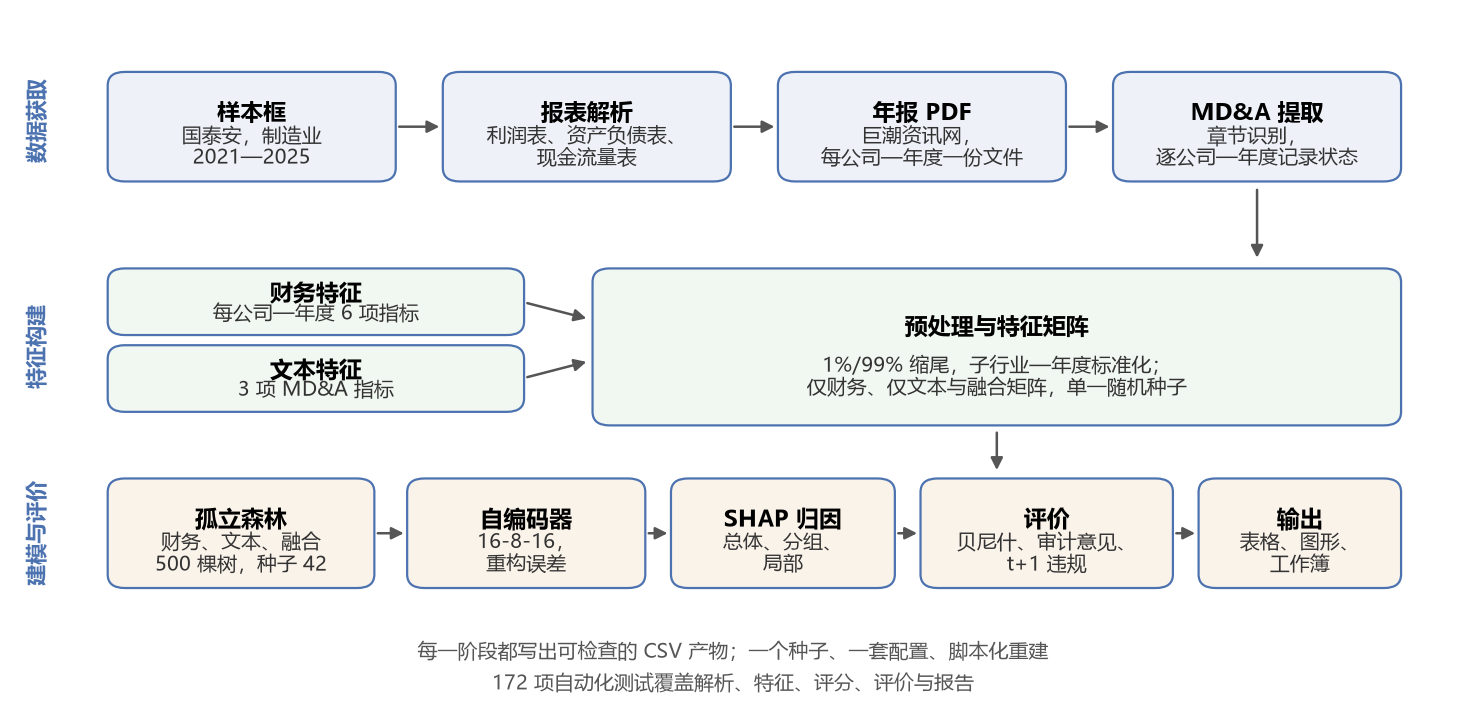 数据获取
样本框
国泰安，制造业
2021—2025
报表解析
利润表、资产负债表、
现金流量表
年报 PDF
巨潮资讯网，
每公司—年度一份文件
MD&A 提取
章节识别，
逐公司—年度记录状态
特征构建
财务特征
每公司—年度 6 项指标
文本特征
3 项 MD&A 指标
预处理与特征矩阵
1%/99% 缩尾，子行业—年度标准化；
仅财务、仅文本与融合矩阵，单一随机种子
建模与评价
孤立森林
财务、文本、融合
500 棵树，种子 42
自编码器
16-8-16，
重构误差
SHAP 归因
总体、分组、
局部
评价
贝尼什、审计意见、
t+1 违规
输出
表格、图形、
工作簿
每一阶段都写出可检查的 CSV 产物；一个种子、一套配置、脚本化重建
172 项自动化测试覆盖解析、特征、评分、评价与报告